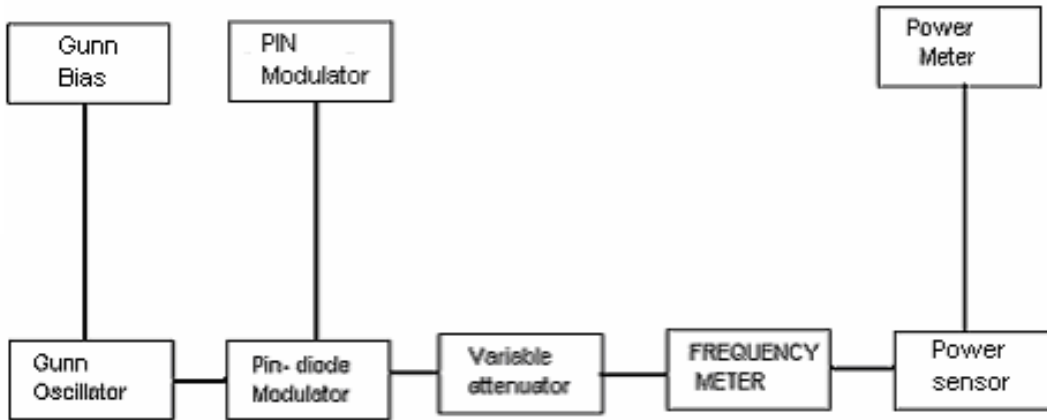 Gunn
Bias
PIN
Modulator
Power
Meter
Gunn
Oscillator
Pin- diode
Modulator
Variable
attenuator
FREQUENCY
METER
Power
sensor